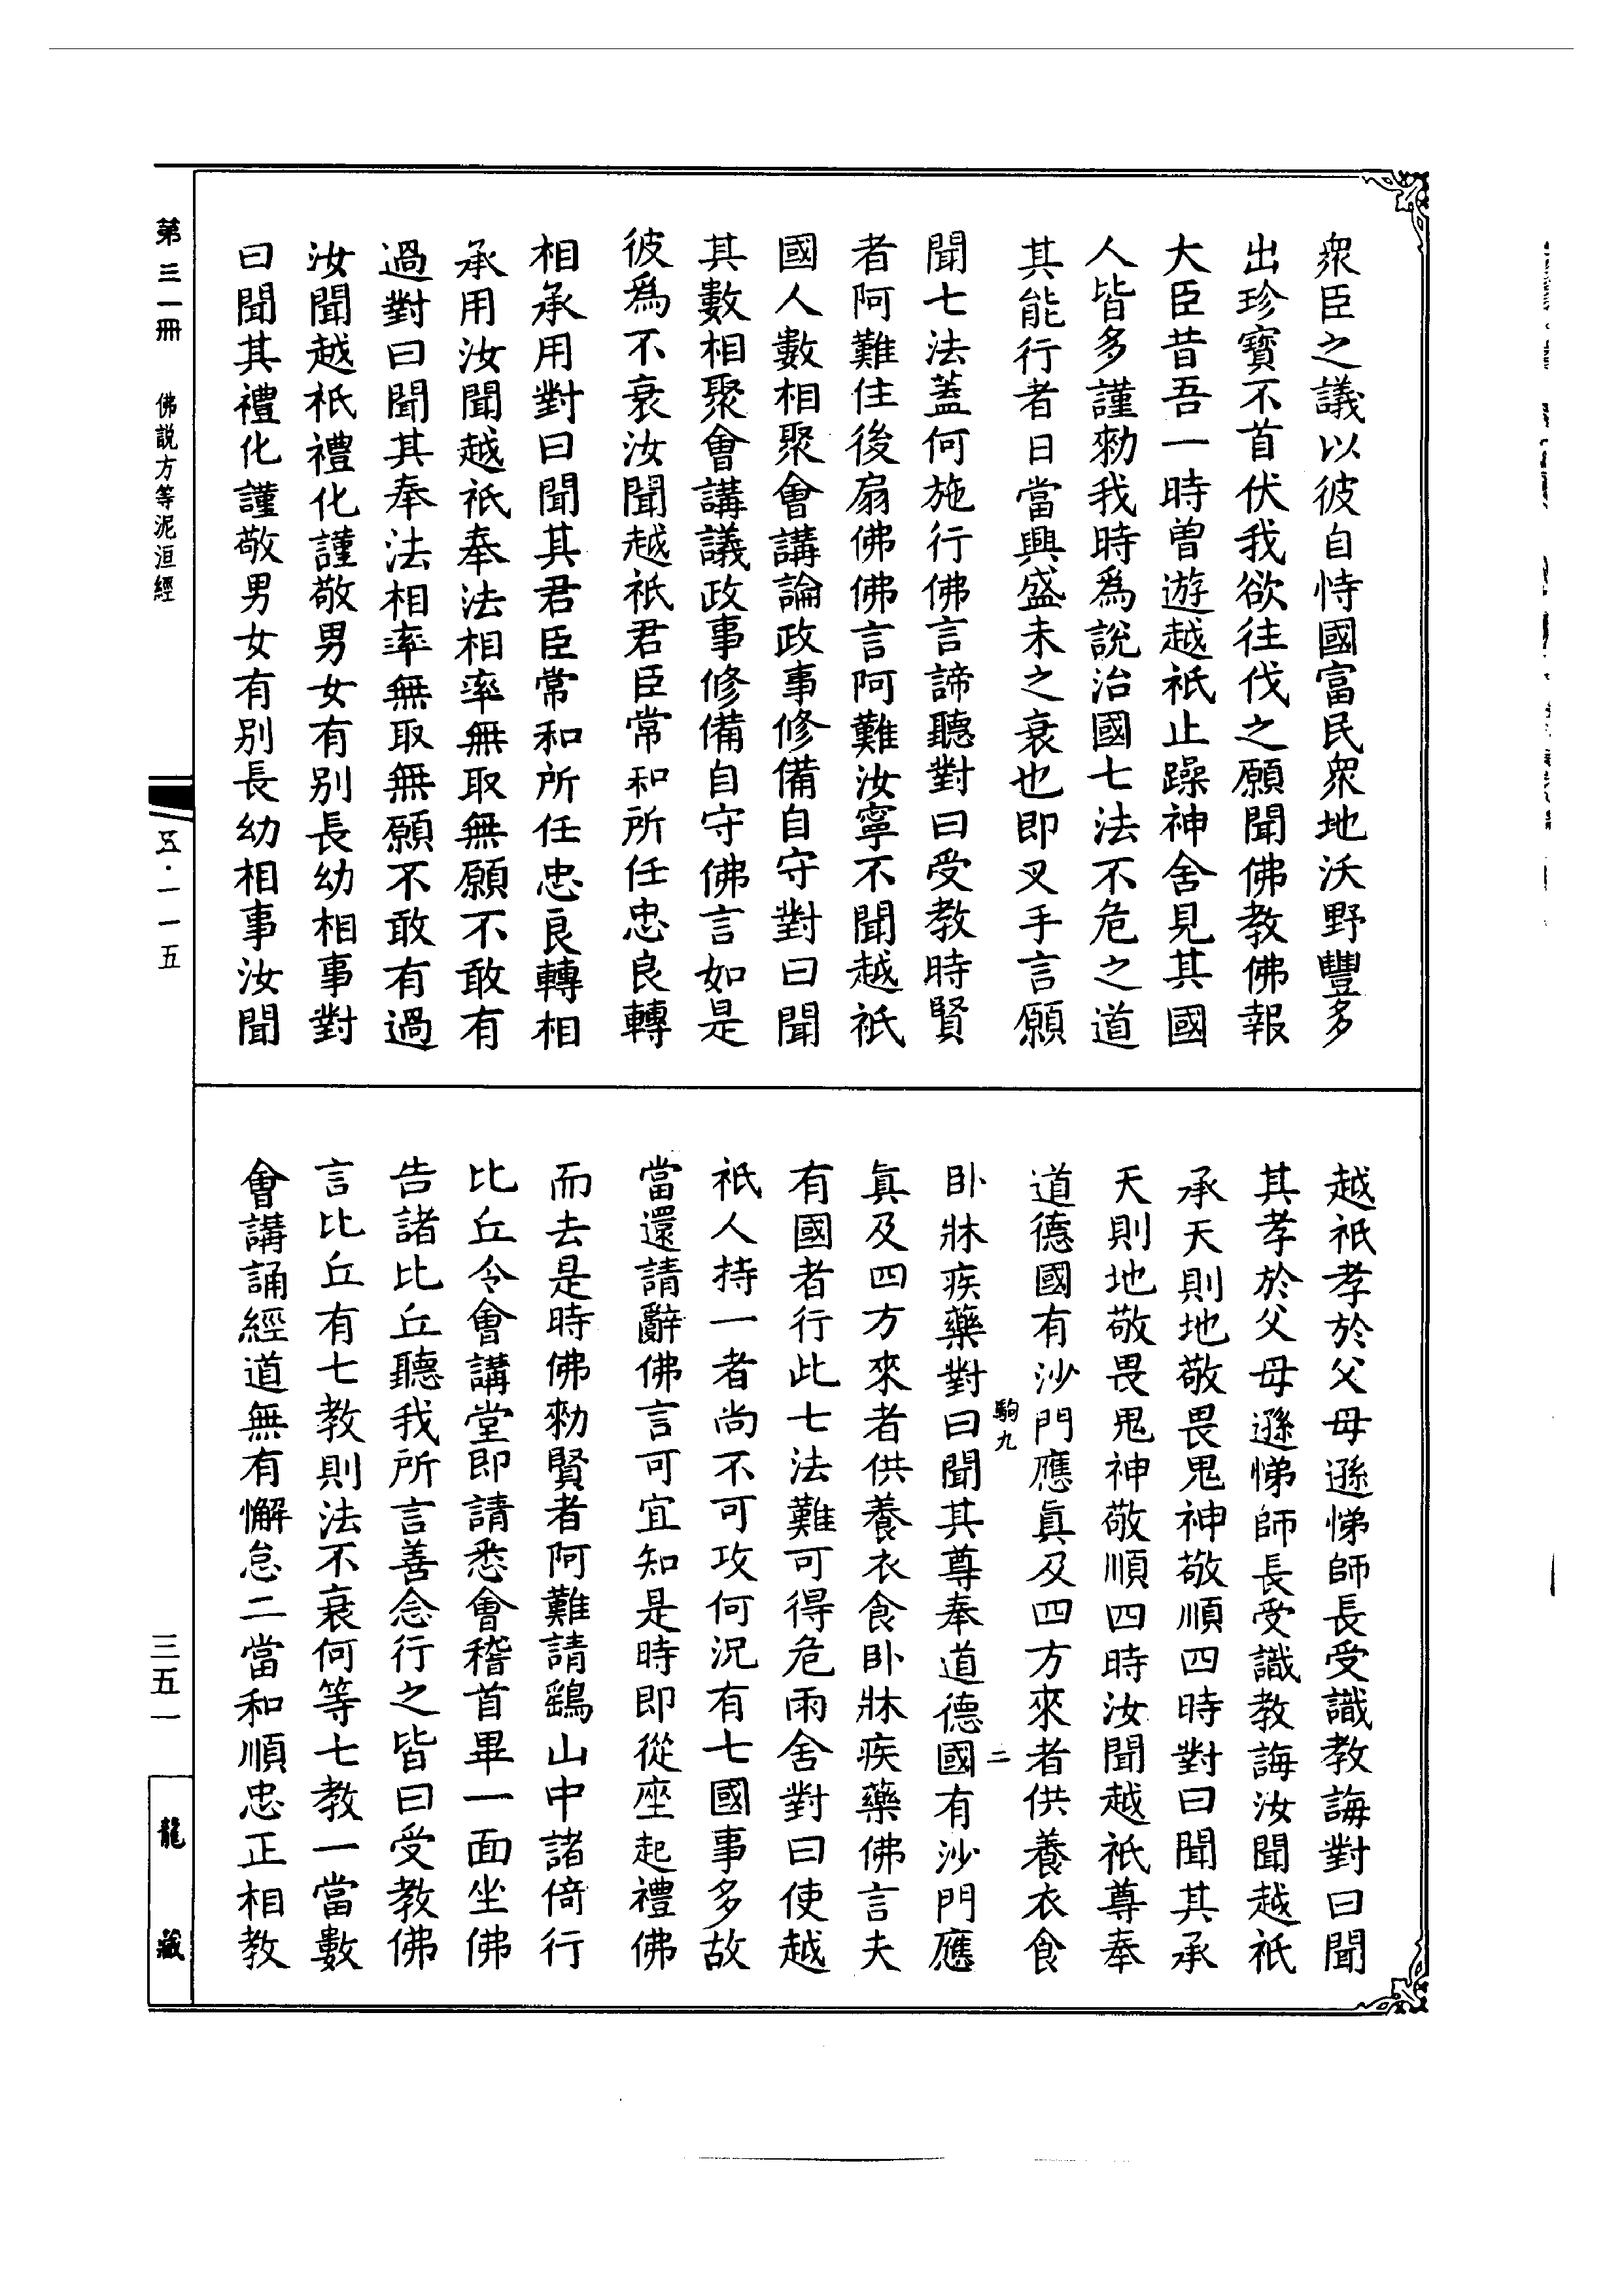 衆臣之議以彼自恃國富民衆地沃野豐多
出珍寶不首伏我欲往伐之願聞佛教佛報
大臣昔吾一時曽遊越祇止躁神舍見其國
人皆多謹勑我時爲說治國七法不危之道
其能行者日當興盛未之衰也即叉手言願
聞七法蓋何施行佛言諦聽對曰受教時賢
者阿難住後扇佛佛言阿難汝寧不聞越祇
國人數相聚會講論政事修備自守對曰聞
其數相聚會講議政事修備自守佛言如是
彼爲不衰汝聞越祇君臣常和所任忠良轉
相承用對曰聞其君臣常和所任忠良轉相
承用汝聞越祇奉法相率無取無願不敢有
過對曰聞其奉法相率無取無願不敢有過
汝聞越祇禮化謹敬男女有別長幼相事對
曰聞其禮化謹敬男女有別長幼相事汝聞
越祇孝於父母遜悌師長受識教誨對曰聞
其孝於父母遜悌師長受識教誨汝聞越祇
承天則地敬畏鬼神敬順四時對曰聞其承
天則地敬畏鬼神敬順四時汝聞越祇尊奉
道德國有沙門應眞及四方來者供養衣食
駒九 二
卧牀疾藥對曰聞其尊奉道德國有沙門應
眞及四方來者供養衣食卧牀疾藥佛言夫
有國者行此七法難可得危雨舍對曰使越
祇人持一者尚不可攻何況有七國事多故
當還請辭佛言可宜知是時即從座起禮佛
而去是時佛勑賢者阿難請鷂山中諸倚行
比丘令會講堂即請悉會稽首畢一面坐佛
告諸比丘聽我所言善念行之皆曰受教佛
言比丘有七教則法不衰何等七教一當數
會講誦經道無有懈怠二當和順忠正相教
第三一冊 佛説方等泥洹經 五·一一五 三五一 龍藏